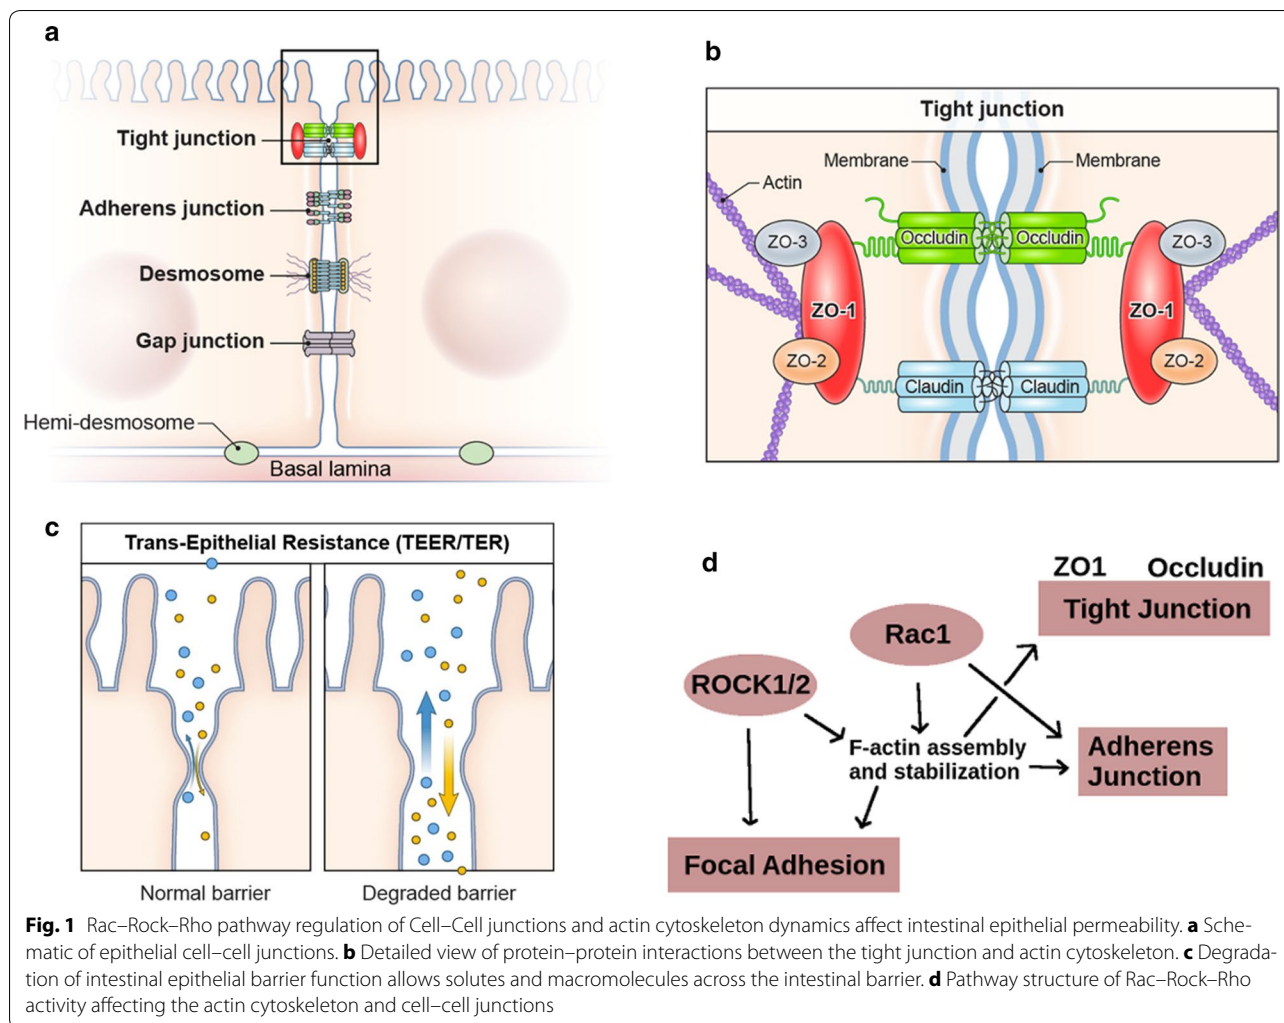 a
Tight junction
Adherens junction
Desmosome
Gap junction
Hemi-desmosome
Basal lamina
b
Tight junction
Membrane
Membrane
Actin
ZO-3
Occludin
Occludin
ZO-3
ZO-1
ZO-1
ZO-2
Claudin
Claudin
ZO-2
c
Trans-Epithelial Resistance (TEER/TER)
Normal barrier
Degraded barrier
d
ZO1
Occludin
Tight Junction
Rac1
ROCK1/2
F-actin assembly
and stabilization
Adherens
Junction
Focal Adhesion
Fig. 1 Rac–Rock–Rho pathway regulation of Cell–Cell junctions and actin cytoskeleton dynamics affect intestinal epithelial permeability. a Sche-
matic of epithelial cell–cell junctions. b Detailed view of protein–protein interactions between the tight junction and actin cytoskeleton. c Degrada-
tion of intestinal epithelial barrier function allows solutes and macromolecules across the intestinal barrier. d Pathway structure of Rac–Rock–Rho
activity affecting the actin cytoskeleton and cell–cell junctions